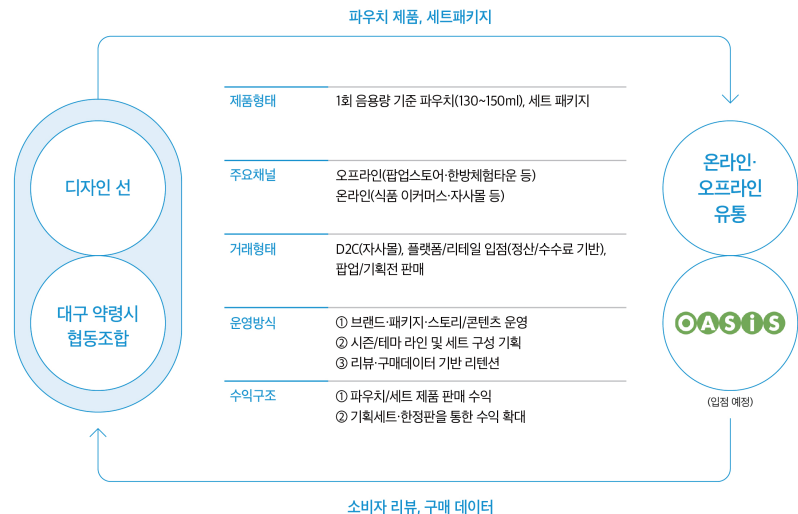 파우치 제품, 세트패키지
디자인 선
대구 약령시
협동조합
제품형태
1회 음용량 기준 파우치(130~150ml), 세트 패키지
주요채널
오프라인(팝업스토어·한방체험타운 등)
온라인(식품 이커머스·자사몰 등)
거래형태
D2C(자사몰), 플랫폼/리테일 입점(정산/수수료 기반),
팝업/기획전 판매
운영방식
① 브랜드·패키지·스토리/콘텐츠 운영
② 시즌/테마 라인 및 세트 구성 기획
③ 리뷰·구매데이터 기반 리텐션
수익구조
① 파우치/세트 제품 판매 수익
② 기획세트·한정판을 통한 수익 확대
온라인·
오프라인
유통
OASiS
(입점 예정)
소비자 리뷰, 구매 데이터